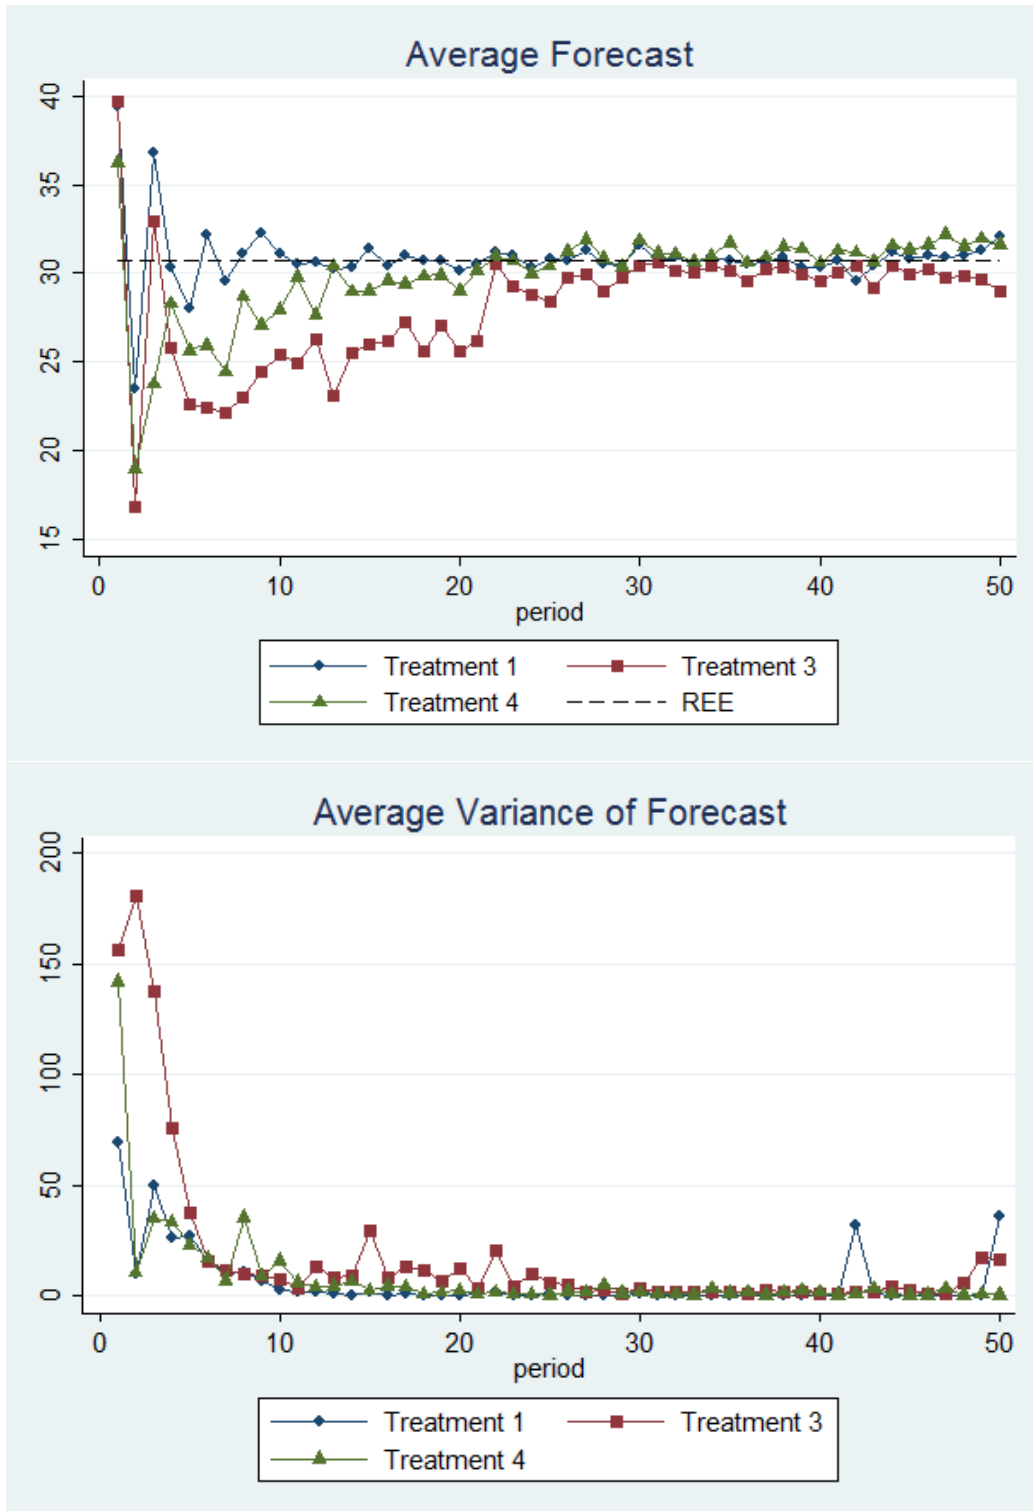 Average Forecast
40
35
30
25
20
15
0 10 20 30 40 50
period
Treatment 1 Treatment 3
Treatment 4 REE
Average Variance of Forecast
200
150
100
50
0
0 10 20 30 40 50
period
Treatment 1 Treatment 3
Treatment 4